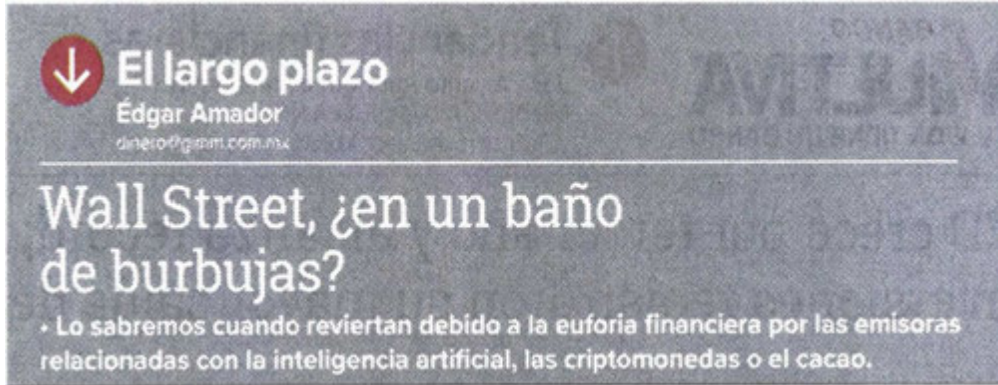 El largo plazo
Édgar Amador
dinero@gimm.com.mx
Wall Street, ¿en un baño
de burbujas?
• Lo sabremos cuando reviertan debido a la euforia financiera por las emisoras
relacionadas con la inteligencia artificial, las criptomonedas o el cacao.